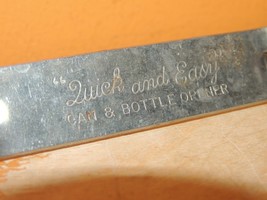 "Quick and Easy"
CAN & BOTTLE OPENER